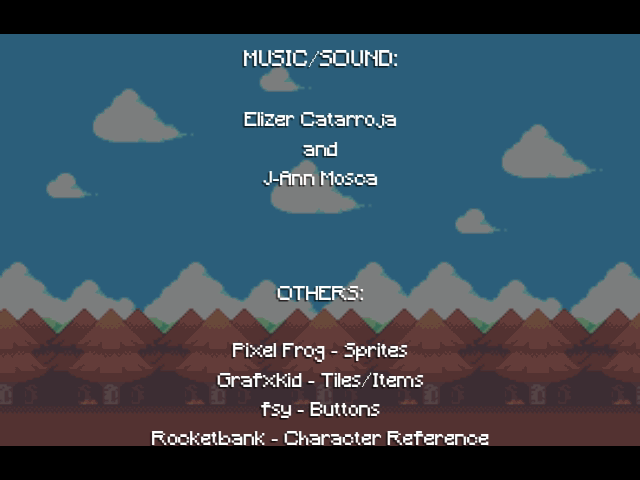 MUSIC/SOUND:
Elizer Catarroja
and
J-Ann Mosca
OTHERS:
Pixel Frog - Sprites
GrafxKid - Tiles/Items
fsy - Buttons
Rocketbank - Character Reference